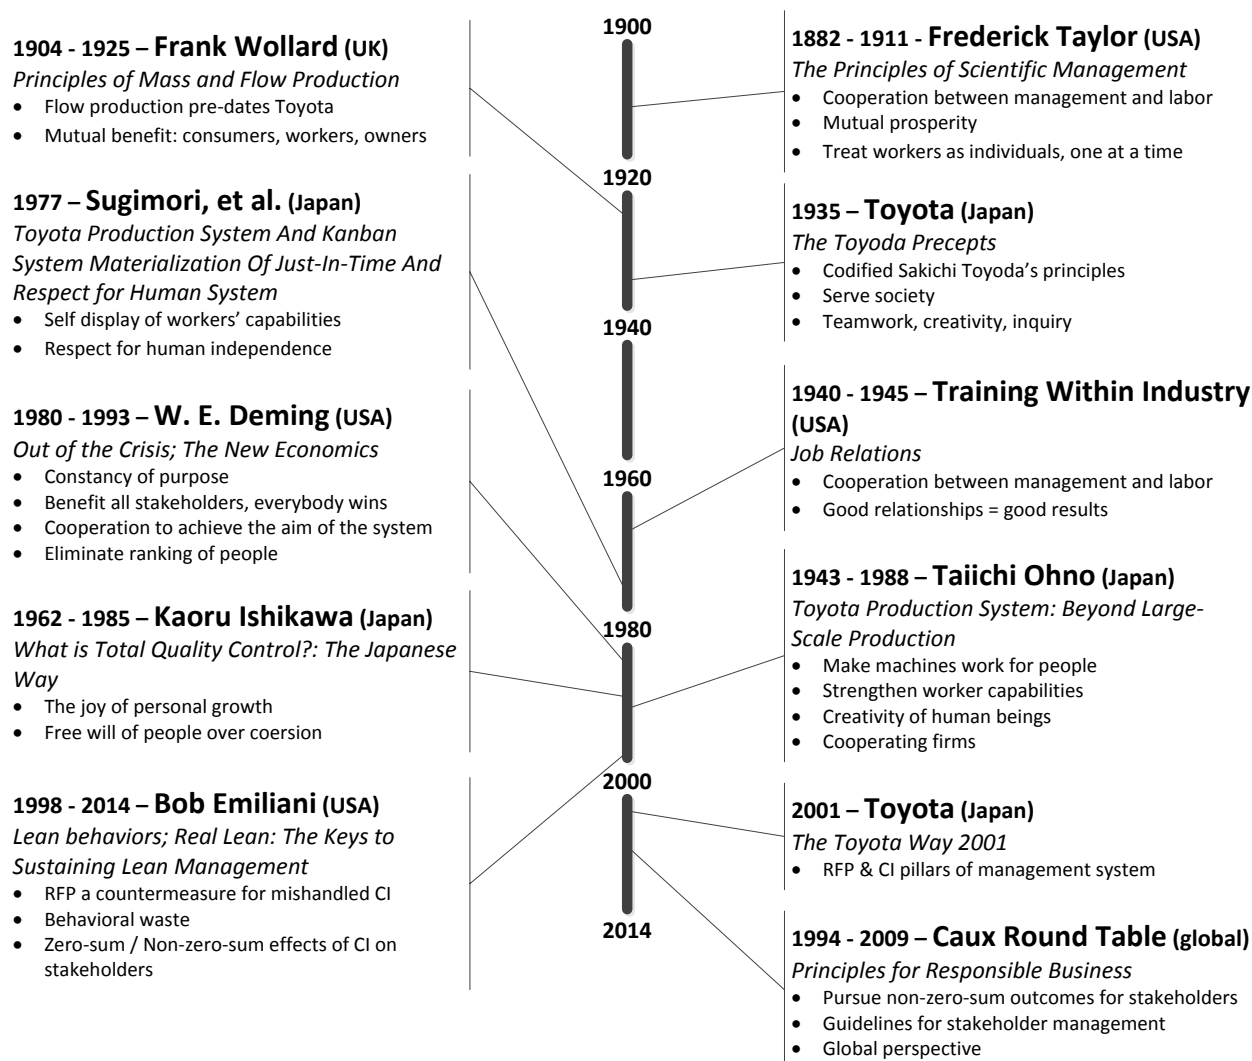 1904 - 1925 – Frank Wollard (UK)
Principles of Mass and Flow Production
• Flow production pre-dates Toyota
• Mutual benefit: consumers, workers, owners
1977 – Sugimori, et al. (Japan)
Toyota Production System And Kanban
System Materialization Of Just-In-Time And
Respect for Human System
• Self display of workers’ capabilities
• Respect for human independence
1980 - 1993 – W. E. Deming (USA)
Out of the Crisis; The New Economics
• Constancy of purpose
• Benefit all stakeholders, everybody wins
• Cooperation to achieve the aim of the system
• Eliminate ranking of people
1962 - 1985 – Kaoru Ishikawa (Japan)
What is Total Quality Control?: The Japanese
Way
• The joy of personal growth
• Free will of people over coersion
1998 - 2014 – Bob Emiliani (USA)
Lean behaviors; Real Lean: The Keys to
Sustaining Lean Management
• RFP a countermeasure for mishandled CI
• Behavioral waste
• Zero-sum / Non-zero-sum effects of CI on
stakeholders
1900
1920
1940
1960
1980
2000
2014
1882 - 1911 - Frederick Taylor (USA)
The Principles of Scientific Management
• Cooperation between management and labor
• Mutual prosperity
• Treat workers as individuals, one at a time
1935 – Toyota (Japan)
The Toyoda Precepts
• Codified Sakichi Toyoda’s principles
• Serve society
• Teamwork, creativity, inquiry
1940 - 1945 – Training Within Industry
(USA)
Job Relations
• Cooperation between management and labor
• Good relationships = good results
1943 - 1988 – Taiichi Ohno (Japan)
Toyota Production System: Beyond Large-
Scale Production
• Make machines work for people
• Strengthen worker capabilities
• Creativity of human beings
• Cooperating firms
2001 – Toyota (Japan)
The Toyota Way 2001
• RFP & CI pillars of management system
1994 - 2009 – Caux Round Table (global)
Principles for Responsible Business
• Pursue non-zero-sum outcomes for stakeholders
• Guidelines for stakeholder management
• Global perspective